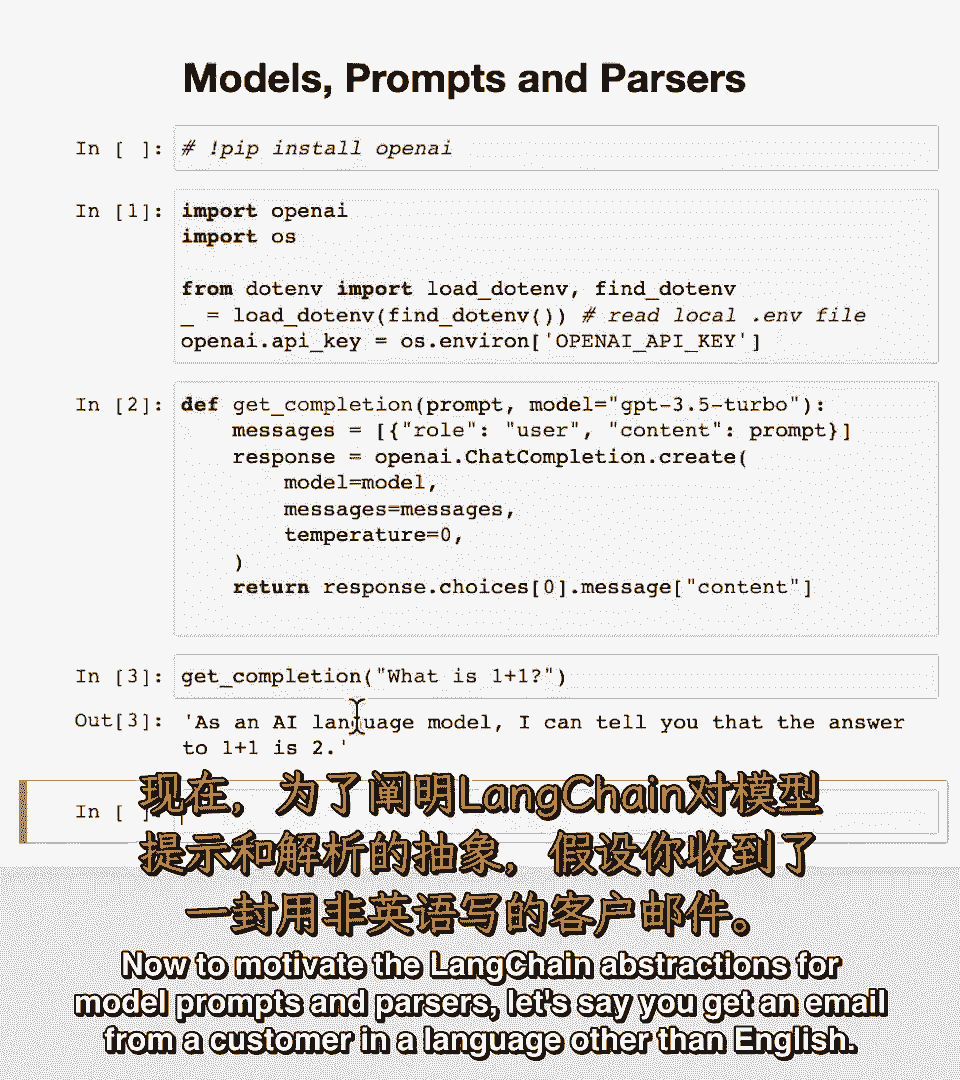 Models, Prompts and Parsers
In [ ]: # !pip install openai
In [1]: import openai
import os
from dotenv import load_dotenv, find_dotenv
_ = load_dotenv(find_dotenv()) # read local .env file
openai.api_key = os.environ['OPENAI_API_KEY']
In [2]: def get_completion(prompt, model="gpt-3.5-turbo"):
messages = [{"role": "user", "content": prompt}]
response = openai.ChatCompletion.create(
model=model,
messages=messages,
temperature=0,
)
return response.choices[0].message["content"]
In [3]: get_completion("What is 1+1?")
Out[3]: 'As an AI language model, I can tell you that the answer
to 1+1 is 2.'
In [ ]:
现在，为了阐明LangChain对模型
提示和解析的抽象，假设你收到了
一封用非英语写的客户邮件。
Now to motivate the LangChain abstractions for
model prompts and parsers, let's say you get an email
from a customer in a language other than English.